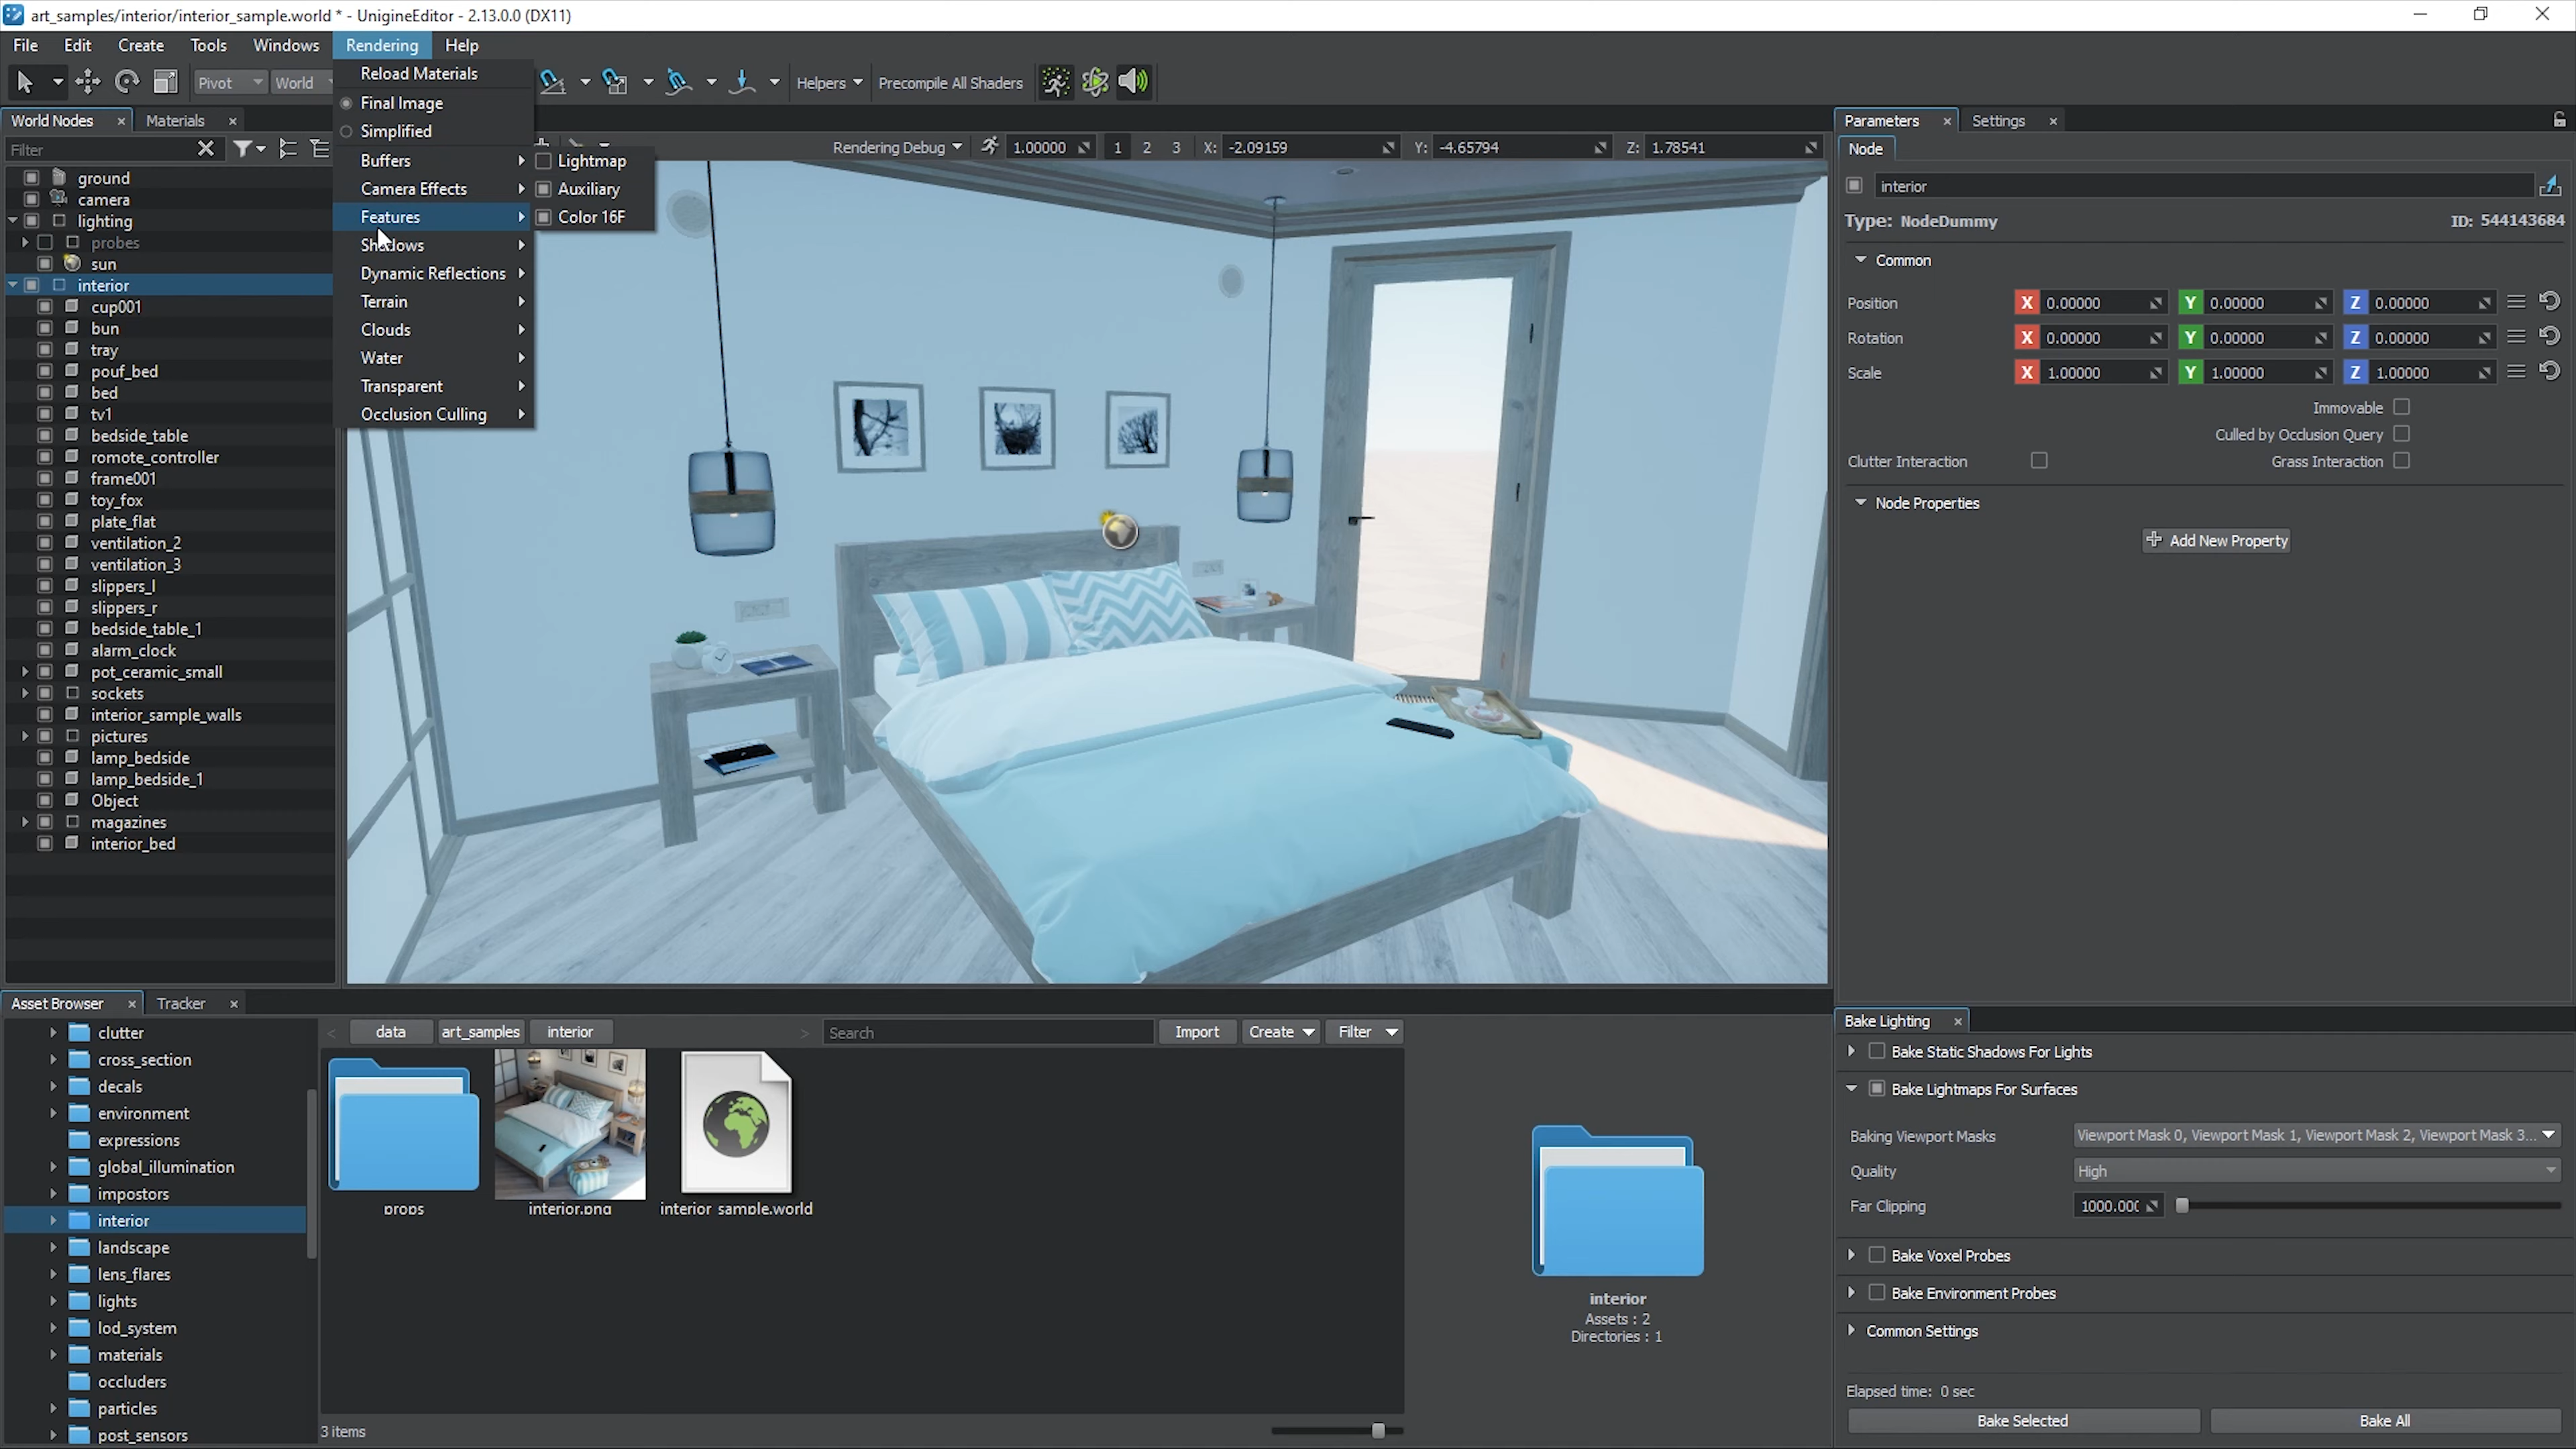 art_samples/interior/interior_sample.world * - UnigineEditor - 2.13.0.0 (DX11)
File Edit Create Tools Windows Rendering Help
Pivot World Helpers Precompile All Shaders
Reload Materials
Final Image
Simplified
Buffers
Camera Effects
Features
Shadows
Dynamic Reflections
Terrain
Clouds
Water
Transparent
Occlusion Culling
Lightmap
Auxiliary
Color 16F
World Nodes Materials
Filter
ground
camera
lighting
probes
sun
interior
cup001
bun
tray
pouf_bed
bed
tv1
bedside_table
romote_controller
frame001
toy_fox
plate_flat
ventilation_2
ventilation_3
slippers_l
slippers_r
bedside_table_1
alarm_clock
pot_ceramic_small
sockets
interior_sample_walls
pictures
lamp_bedside
lamp_bedside_1
Object
magazines
interior_bed
Rendering Debug 1.00000 1 2 3 X: -2.09159 Y: -4.65794 Z: 1.78541
Parameters Settings
Node
interior
Type: NodeDummy ID: 544143684
Common
Position X 0.00000 Y 0.00000 Z 0.00000
Rotation X 0.00000 Y 0.00000 Z 0.00000
Scale X 1.00000 Y 1.00000 Z 1.00000
Immovable
Culled by Occlusion Query
Clutter Interaction Grass Interaction
Node Properties
Add New Property
Asset Browser Tracker
clutter
cross_section
decals
environment
expressions
global_illumination
impostors
interior
landscape
lens_flares
lights
lod_system
materials
occluders
particles
post_sensors
< data art_samples interior > Search Import Create Filter
props interior.png interior_sample.world
3 items
interior
Assets : 2
Directories : 1
Bake Lighting
Bake Static Shadows For Lights
Bake Lightmaps For Surfaces
Baking Viewport Masks Viewport Mask 0, Viewport Mask 1, Viewport Mask 2, Viewport Mask 3...
Quality High
Far Clipping 1000.00(
Bake Voxel Probes
Bake Environment Probes
Common Settings
Elapsed time: 0 sec
Bake Selected Bake All